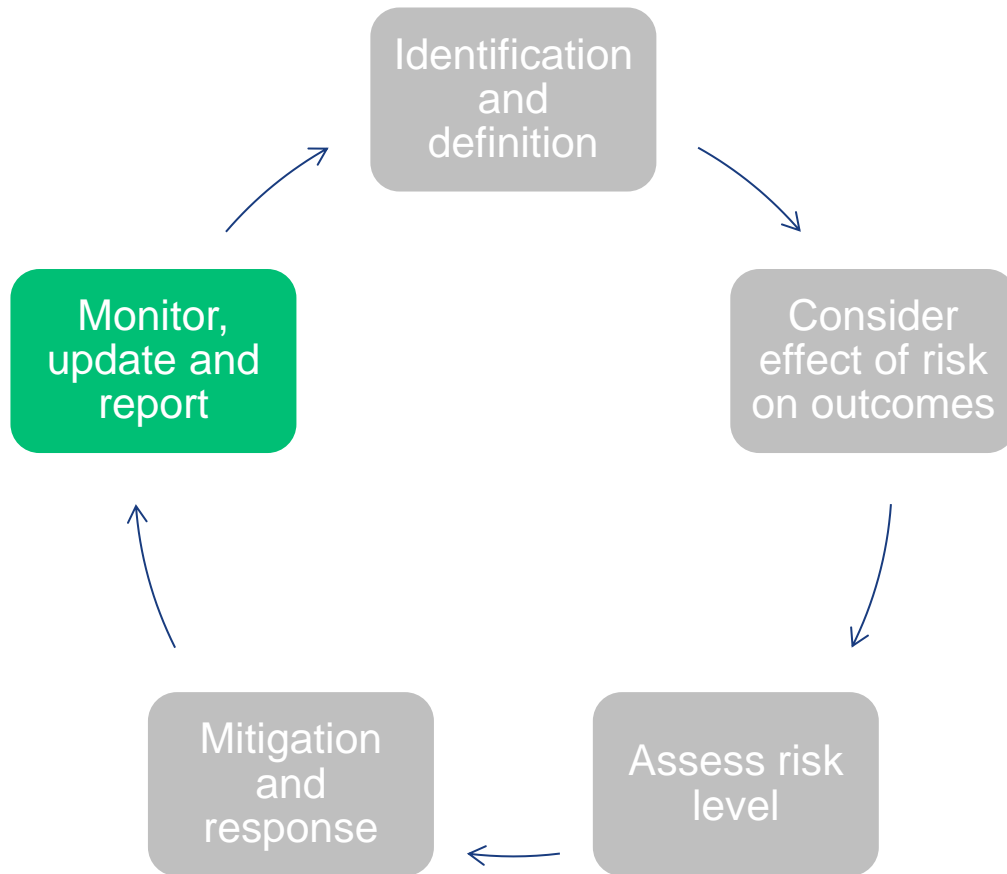 Identification
and
definition
Consider
effect of risk
on outcomes
Assess risk
level
Mitigation
and
response
Monitor,
update and
report